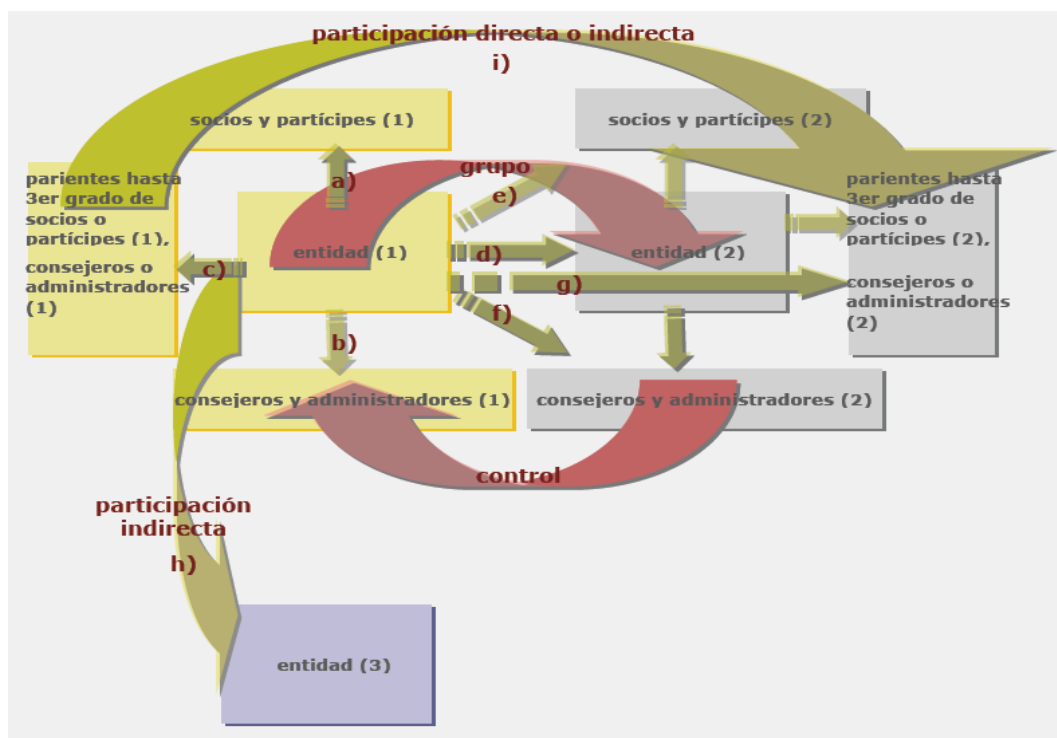 participación directa o indirecta
i)
socios y partícipes (1)
socios y partícipes (2)
parientes hasta
3er grado de
socios o
partícipes (1),
consejeros o
administradores
(1)
a)
grupo
e)
parientes hasta
3er grado de
socios o
partícipes (2),
consejeros o
administradores
(2)
c)
entidad (1)
d)
entidad (2)
g)
f)
b)
consejeros y administradores (1)
consejeros y administradores (2)
control
participación
indirecta
h)
entidad (3)